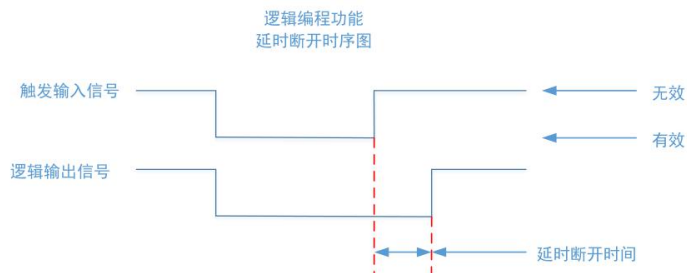 逻辑编程功能
延时断开时序图
触发输入信号
无效
有效
逻辑输出信号
延时断开时间